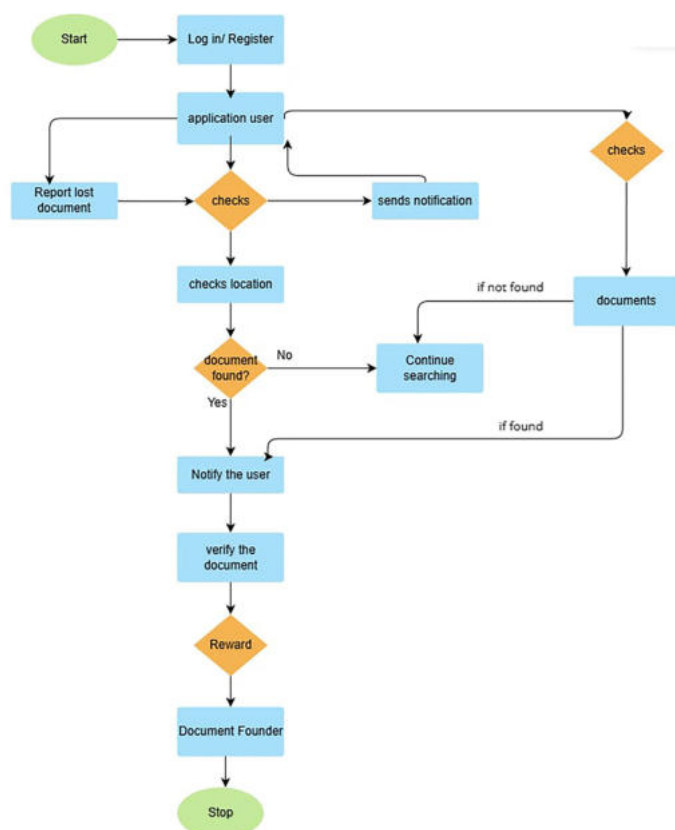 Start
Log in/ Register
application user
checks
Report lost
document
checks
sends notification
checks location
if not found
documents
document
found?
No
Continue
searching
Yes
if found
Notify the user
verify the
document
Reward
Document Founder
Stop